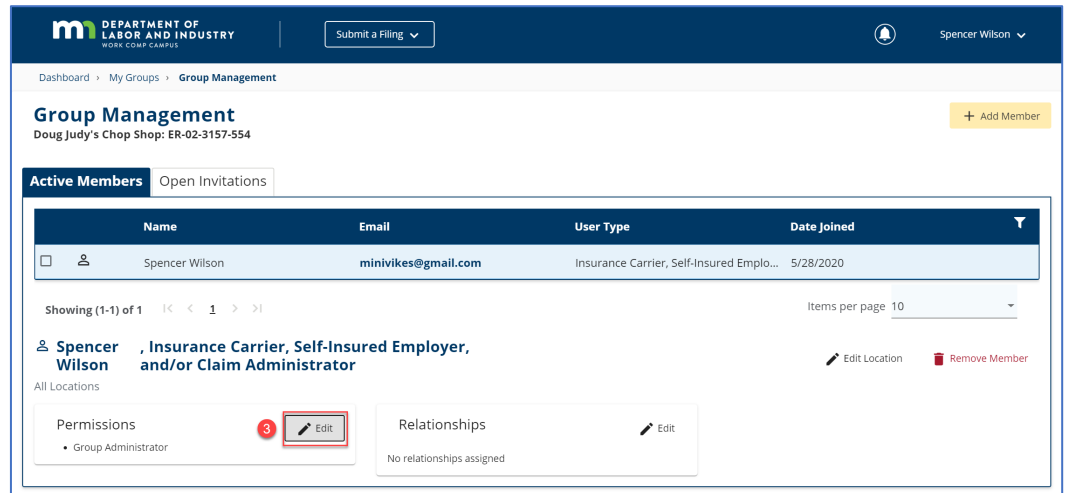 DEPARTMENT OF
LABOR AND INDUSTRY
WORK COMP CAMPUS
Submit a Filing
Spencer Wilson
Dashboard › My Groups › Group Management
Group Management
Doug Judy's Chop Shop: ER-02-3157-554
+ Add Member
Active Members Open Invitations
Name Email User Type Date Joined
Spencer Wilson minivikes@gmail.com Insurance Carrier, Self-Insured Emplo... 5/28/2020
Showing (1-1) of 1 |< < 1 > >| Items per page 10
Spencer , Insurance Carrier, Self-Insured Employer,
Wilson and/or Claim Administrator
Edit Location Remove Member
All Locations
Permissions 3 Edit Relationships Edit
• Group Administrator
No relationships assigned